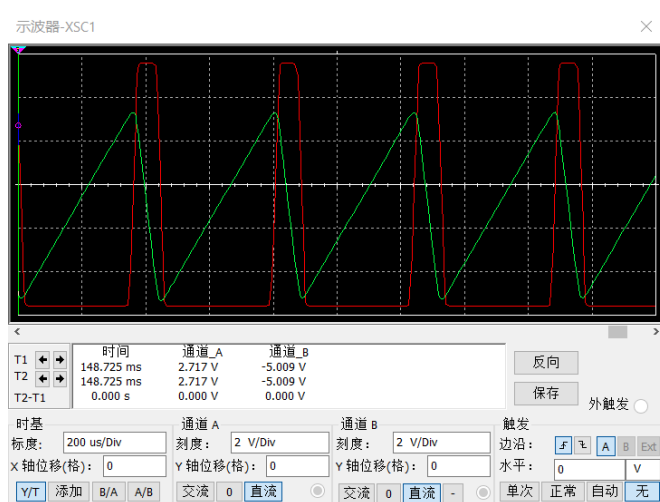 示波器-XSC1
时间 通道_A 通道_B
T1 148.725 ms 2.717 V -5.009 V
T2 148.725 ms 2.717 V -5.009 V
T2-T1 0.000 s 0.000 V 0.000 V
反向
保存
外触发
时基
标度: 200 us/Div
X 轴位移(格): 0
Y/T 添加 B/A A/B
通道 A
刻度: 2 V/Div
Y 轴位移(格): 0
交流 0 直流
通道 B
刻度: 2 V/Div
Y 轴位移(格): 0
交流 0 直流 -
触发
边沿: A B Ext
水平: 0 V
单次 正常 自动 无